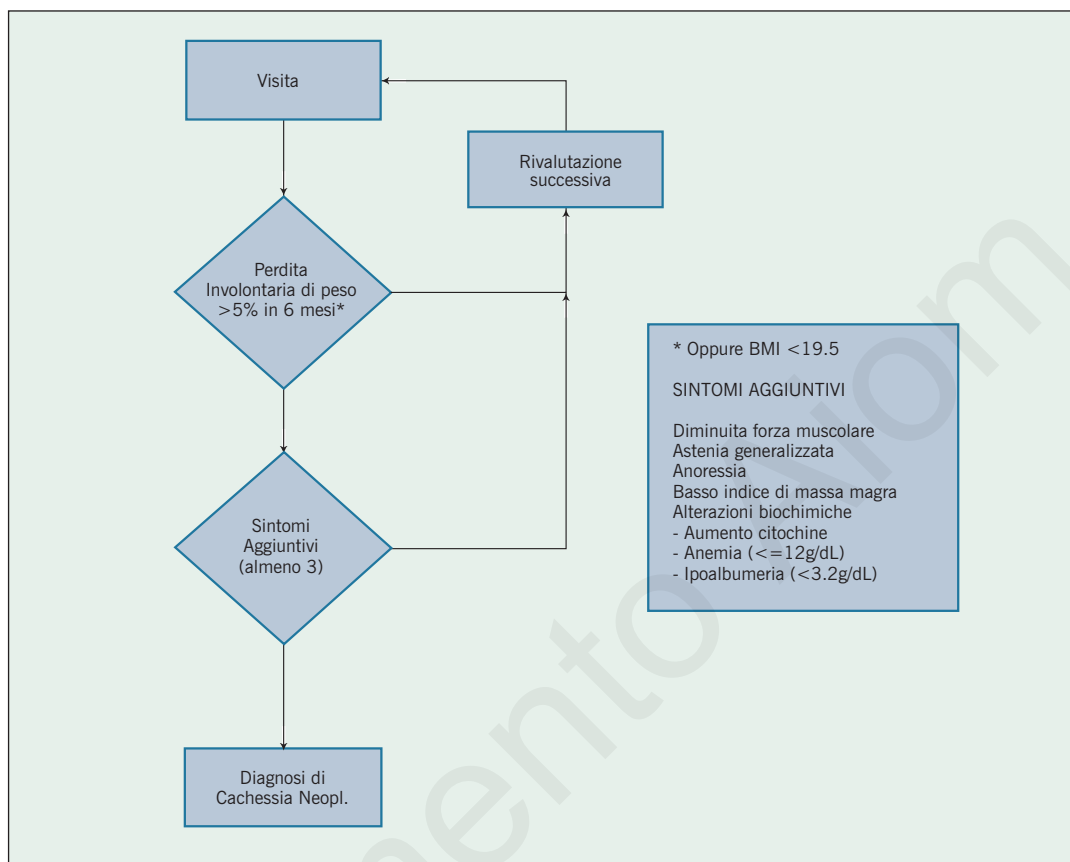 Visita
Rivalutazione
successiva
Perdita
Involontaria di peso
>5% in 6 mesi*
Sintomi
Aggiuntivi
(almeno 3)
Diagnosi di
Cachessia Neopl.
* Oppure BMI <19.5
SINTOMI AGGIUNTIVI
Diminuita forza muscolare
Astenia generalizzata
Anoressia
Basso indice di massa magra
Alterazioni biochimiche
- Aumento citochine
- Anemia (<=12g/dL)
- Ipoalbumeria (<3.2g/dL)
mento Aiom